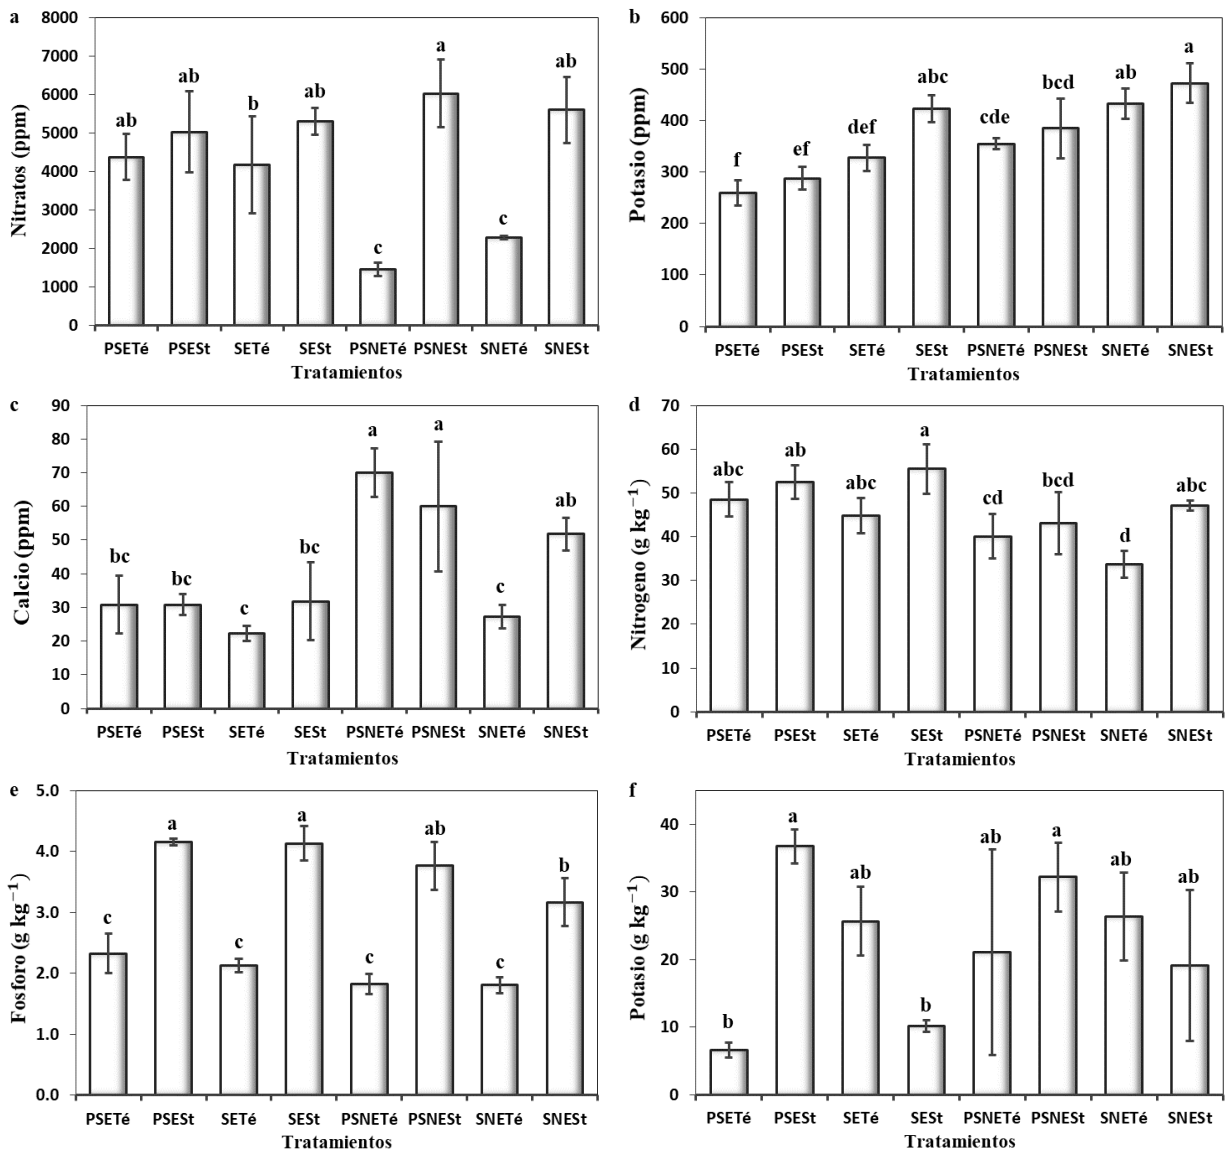 a
8000
7000
6000
5000
4000
3000
2000
1000
0
Nitratos (ppm)
ab
ab
b
ab
c
a
c
ab
PSETé PSESt SETé SESt PSNETé PSNESt SNETé SNESt
Tratamientos
b
600
500
400
300
200
100
0
Potasio (ppm)
f
ef
def
abc
cde
bcd
ab
a
PSETé PSESt SETé SESt PSNETé PSNESt SNETé SNESt
Tratamientos
c
90
80
70
60
50
40
30
20
10
0
Calcio (ppm)
bc
bc
c
bc
a
a
c
ab
PSETé PSESt SETé SESt PSNETé PSNESt SNETé SNESt
Tratamientos
d
70
60
50
40
30
20
10
0
Nitrogeno (g kg⁻¹)
abc
ab
abc
a
cd
bcd
d
abc
PSETé PSESt SETé SESt PSNETé PSNESt SNETé SNESt
Tratamientos
e
5.0
4.0
3.0
2.0
1.0
0.0
Fosforo (g kg⁻¹)
c
a
c
a
c
ab
c
b
PSETé PSESt SETé SESt PSNETé PSNESt SNETé SNESt
Tratamientos
f
40
30
20
10
0
Potasio (g kg⁻¹)
b
a
ab
b
ab
a
ab
ab
PSETé PSESt SETé SESt PSNETé PSNESt SNETé SNESt
Tratamientos